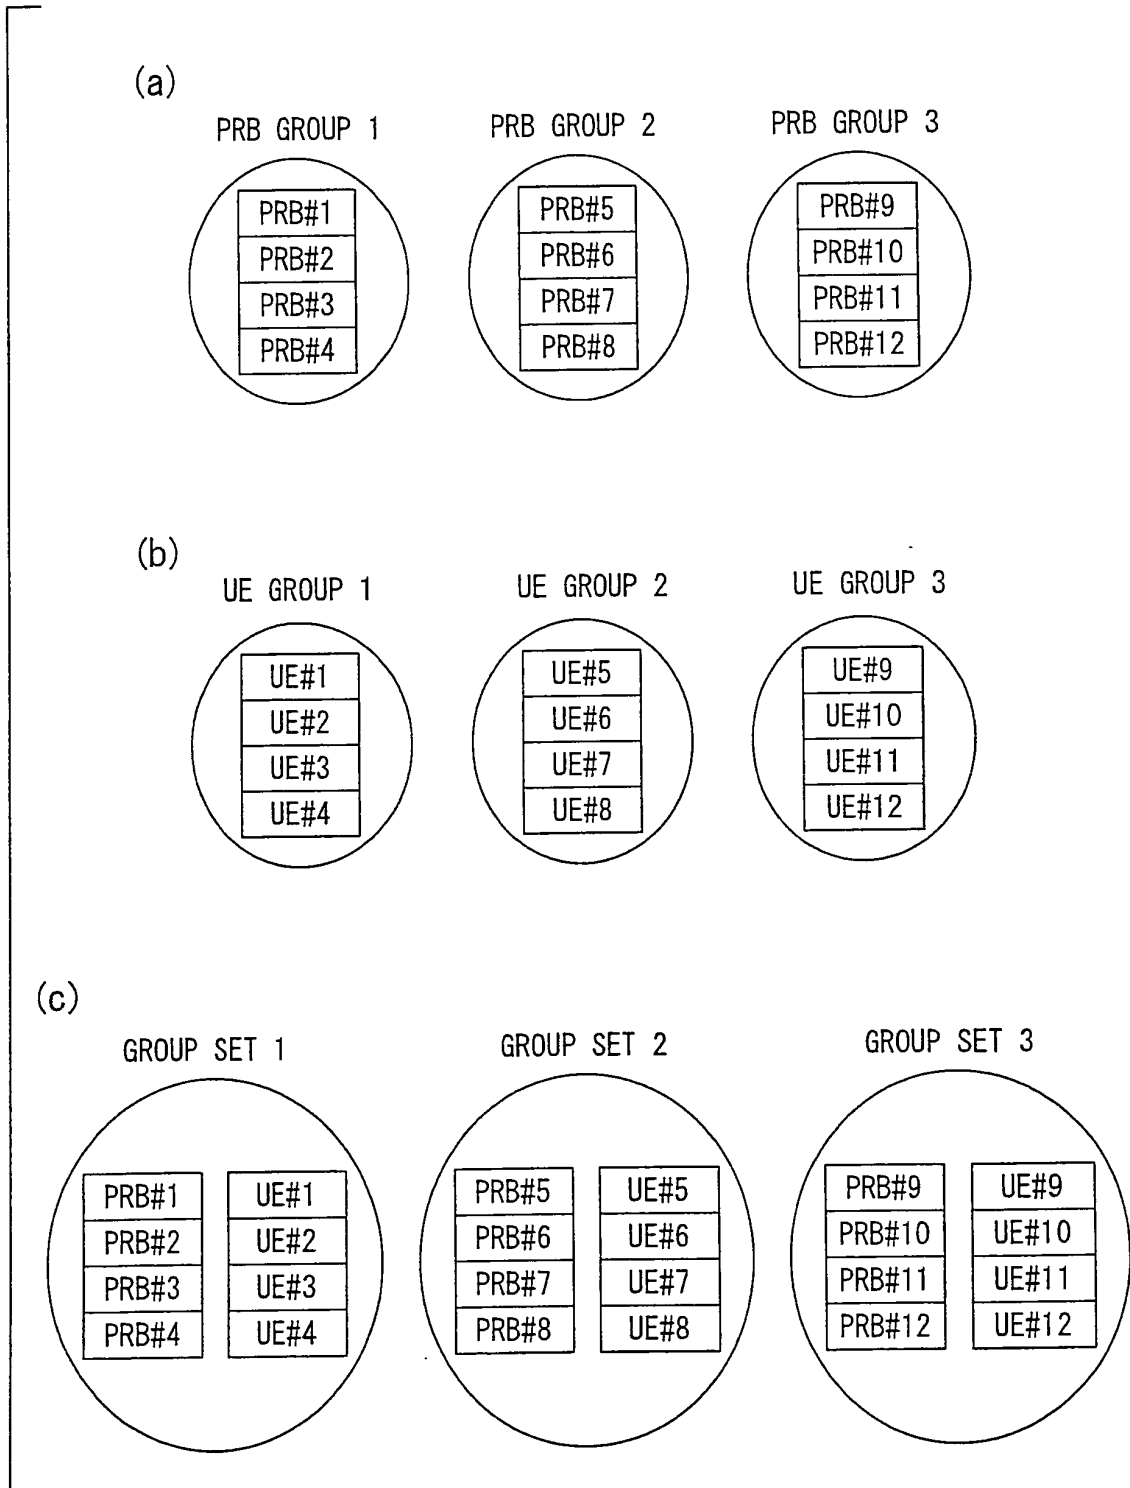 (a)
PRB GROUP 1 PRB GROUP 2 PRB GROUP 3
PRB#1 PRB#5 PRB#9
PRB#2 PRB#6 PRB#10
PRB#3 PRB#7 PRB#11
PRB#4 PRB#8 PRB#12
(b)
UE GROUP 1 UE GROUP 2 UE GROUP 3
UE#1 UE#5 UE#9
UE#2 UE#6 UE#10
UE#3 UE#7 UE#11
UE#4 UE#8 UE#12
(c)
GROUP SET 1 GROUP SET 2 GROUP SET 3
PRB#1 UE#1 PRB#5 UE#5 PRB#9 UE#9
PRB#2 UE#2 PRB#6 UE#6 PRB#10 UE#10
PRB#3 UE#3 PRB#7 UE#7 PRB#11 UE#11
PRB#4 UE#4 PRB#8 UE#8 PRB#12 UE#12